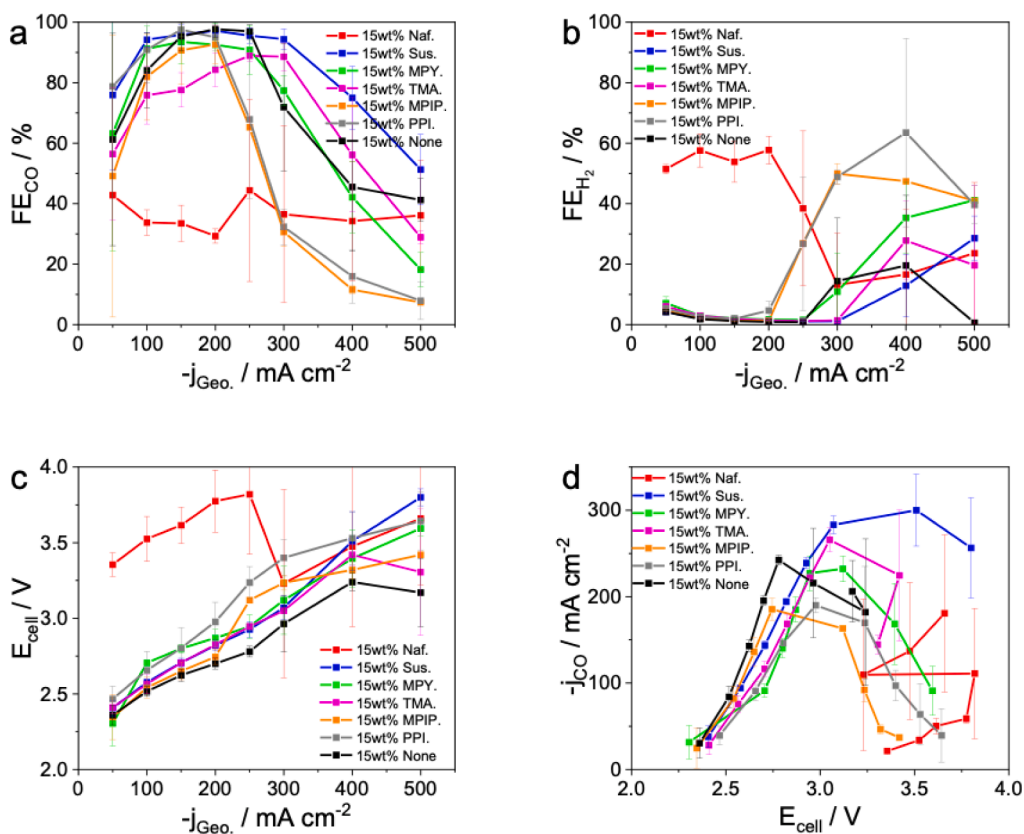 a
FE_CO / %
100
80
60
40
20
0
0 100 200 300 400 500
-j_Geo. / mA cm⁻²
15wt% Naf.
15wt% Sus.
15wt% MPY.
15wt% TMA.
15wt% MPIP.
15wt% PPI.
15wt% None
b
FE_H₂ / %
100
80
60
40
20
0
0 100 200 300 400 500
-j_Geo. / mA cm⁻²
15wt% Naf.
15wt% Sus.
15wt% MPY.
15wt% TMA.
15wt% MPIP.
15wt% PPI.
15wt% None
c
E_cell / V
4.0
3.5
3.0
2.5
2.0
0 100 200 300 400 500
-j_Geo. / mA cm⁻²
15wt% Naf.
15wt% Sus.
15wt% MPY.
15wt% TMA.
15wt% MPIP.
15wt% PPI.
15wt% None
d
-j_CO / mA cm⁻²
300
200
100
0
2.0 2.5 3.0 3.5 4.0
E_cell / V
15wt% Naf.
15wt% Sus.
15wt% MPY.
15wt% TMA.
15wt% MPIP.
15wt% PPI.
15wt% None